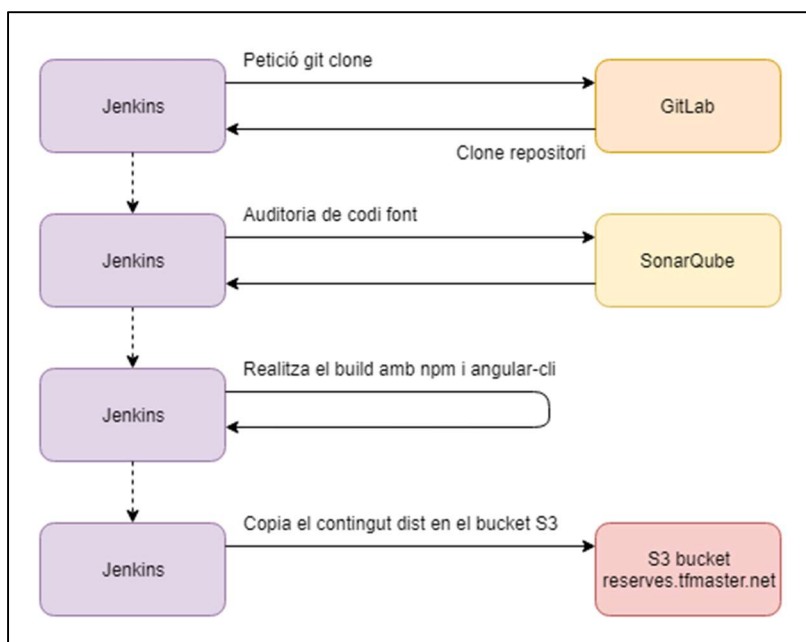 Petició git clone
Jenkins
GitLab
Clone repositori
Auditoria de codi font
Jenkins
SonarQube
Realitza el build amb npm i angular-cli
Jenkins
Copia el contingut dist en el bucket S3
Jenkins
S3 bucket
reserves.tfmaster.net